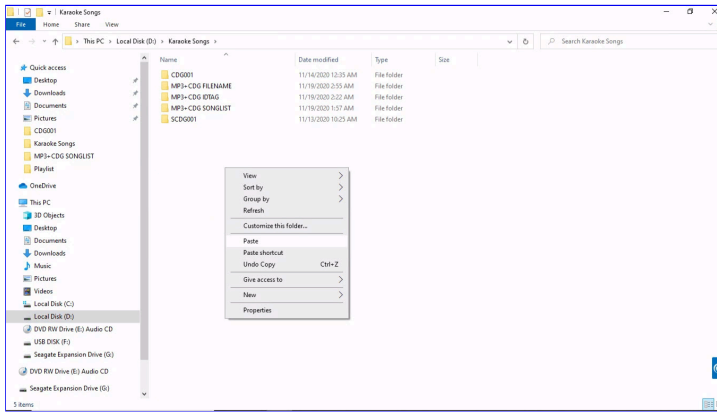 Karaoke Songs
File Home Share View
This PC > Local Disk (D:) > Karaoke Songs >
Search Karaoke Songs
Name Date modified Type Size
Quick access
Desktop
Downloads
Documents
Pictures
CDG001
Karaoke Songs
MP3+CDG SONGLIST
Playlist
OneDrive
This PC
3D Objects
Desktop
Documents
Downloads
Music
Pictures
Videos
Local Disk (C:)
Local Disk (D:)
DVD RW Drive (E:) Audio CD
USB DISK (F:)
Seagate Expansion Drive (G:)
DVD RW Drive (E:) Audio CD
Seagate Expansion Drive (G:)
CDG001 11/14/2020 12:35 AM File folder
MP3+CDG FILENAME 11/19/2020 2:55 AM File folder
MP3+CDG IDTAG 11/19/2020 2:22 AM File folder
MP3+CDG SONGLIST 11/19/2020 1:57 AM File folder
SCDG001 11/13/2020 10:25 AM File folder
View
Sort by
Group by
Refresh
Customize this folder...
Paste
Paste shortcut
Undo Copy Ctrl+Z
Give access to
New
Properties
5 items